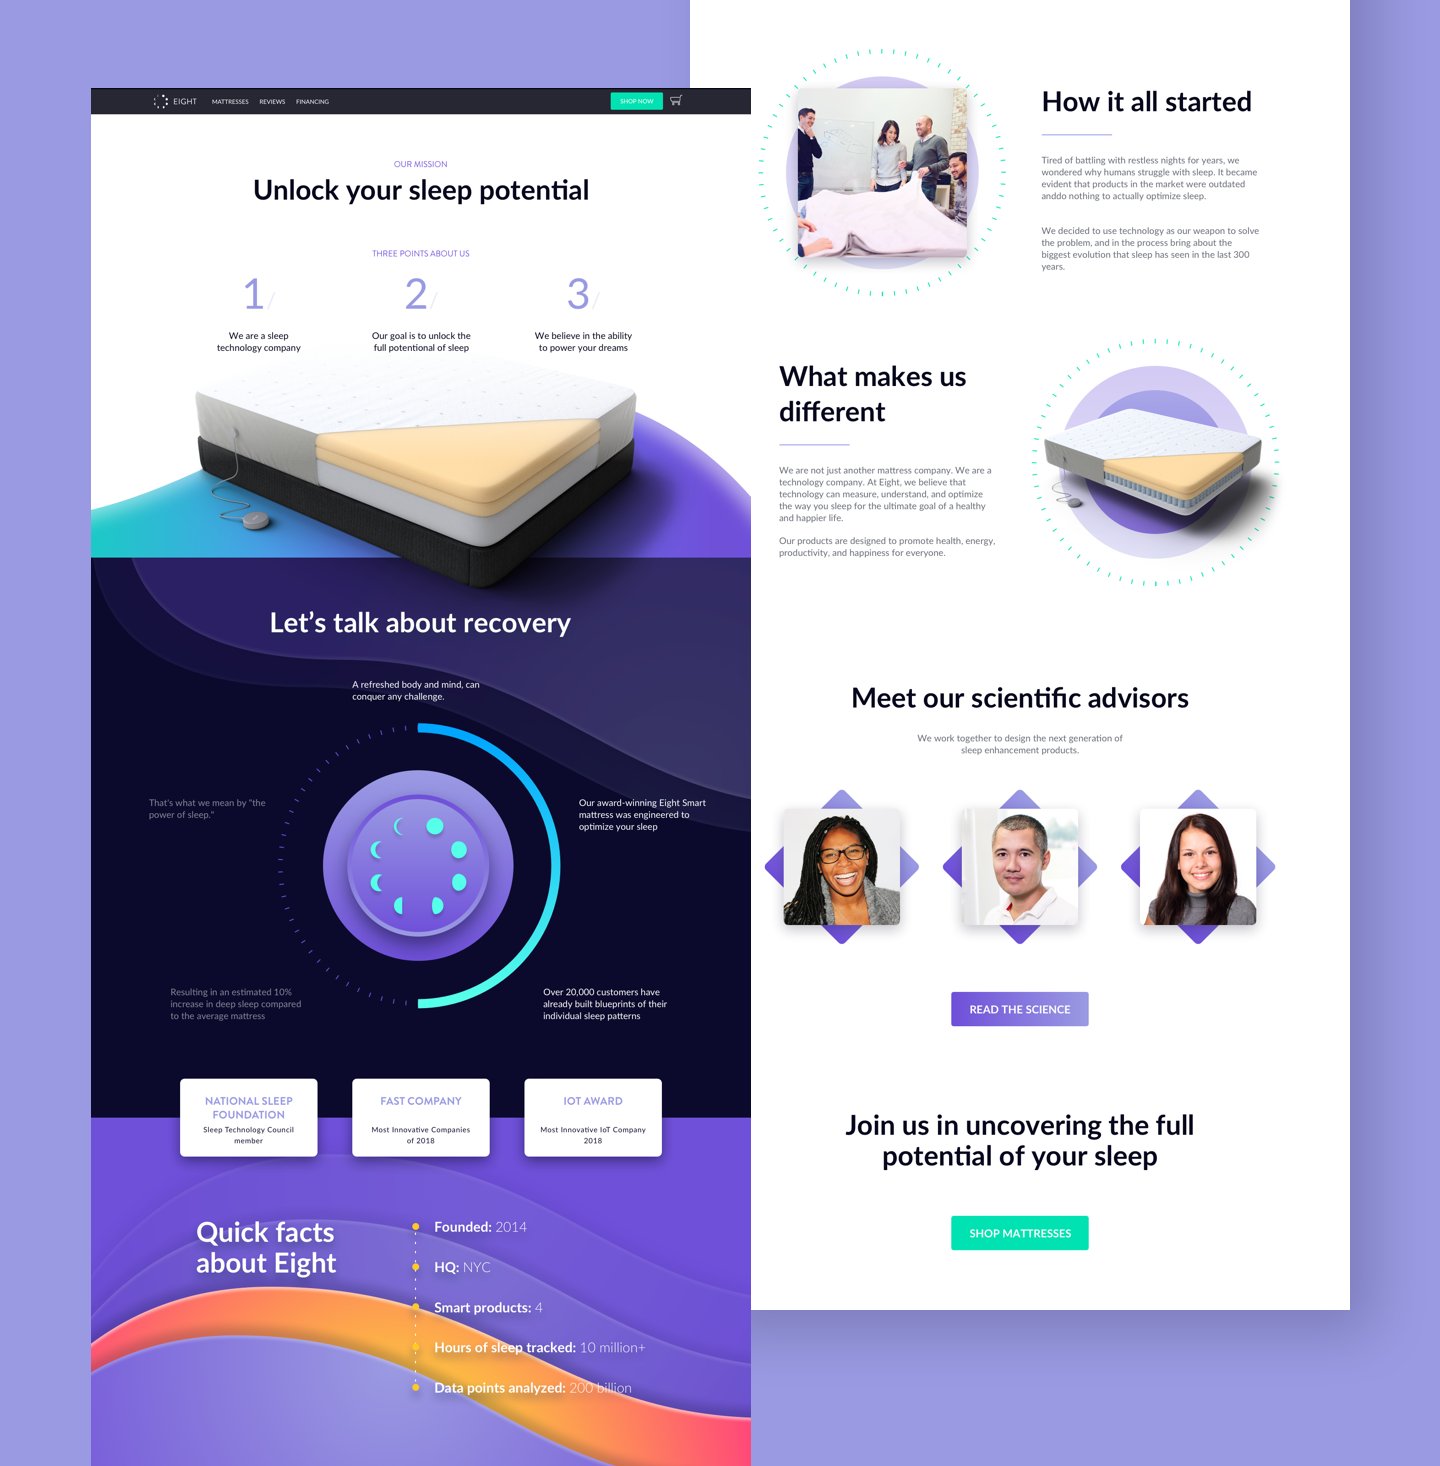 EIGHT
MATTRESSES
REVIEWS
FINANCING
SHOP NOW
OUR MISSION
Unlock your sleep potential
THREE POINTS ABOUT US
1/
We are a sleep
technology company
2/
Our goal is to unlock the
full potentional of sleep
3/
We believe in the ability
to power your dreams
Let's talk about recovery
A refreshed body and mind, can
conquer any challenge.
Our award-winning Eight Smart
mattress was engineered to
optimize your sleep
Over 20,000 customers have
already built blueprints of their
individual sleep patterns
Resulting in an estimated 10%
increase in deep sleep compared
to the average mattress
That's what we mean by "the
power of sleep."
NATIONAL SLEEP
FOUNDATION
Sleep Technology Council
member
FAST COMPANY
Most Innovative Companies
of 2018
IOT AWARD
Most Innovative IoT Company
2018
Quick facts
about Eight
Founded: 2014
HQ: NYC
Smart products: 4
Hours of sleep tracked: 10 million+
Data points analyzed: 200 billion
How it all started
Tired of battling with restless nights for years, we
wondered why humans struggle with sleep. It became
evident that products in the market were outdated
anddo nothing to actually optimize sleep.
We decided to use technology as our weapon to solve
the problem, and in the process bring about the
biggest evolution that sleep has seen in the last 300
years.
What makes us
different
We are not just another mattress company. We are a
technology company. At Eight, we believe that
technology can measure, understand, and optimize
the way you sleep for the ultimate goal of a healthy
and happier life.
Our products are designed to promote health, energy,
productivity, and happiness for everyone.
Meet our scientific advisors
We work together to design the next generation of
sleep enhancement products.
READ THE SCIENCE
Join us in uncovering the full
potential of your sleep
SHOP MATTRESSES